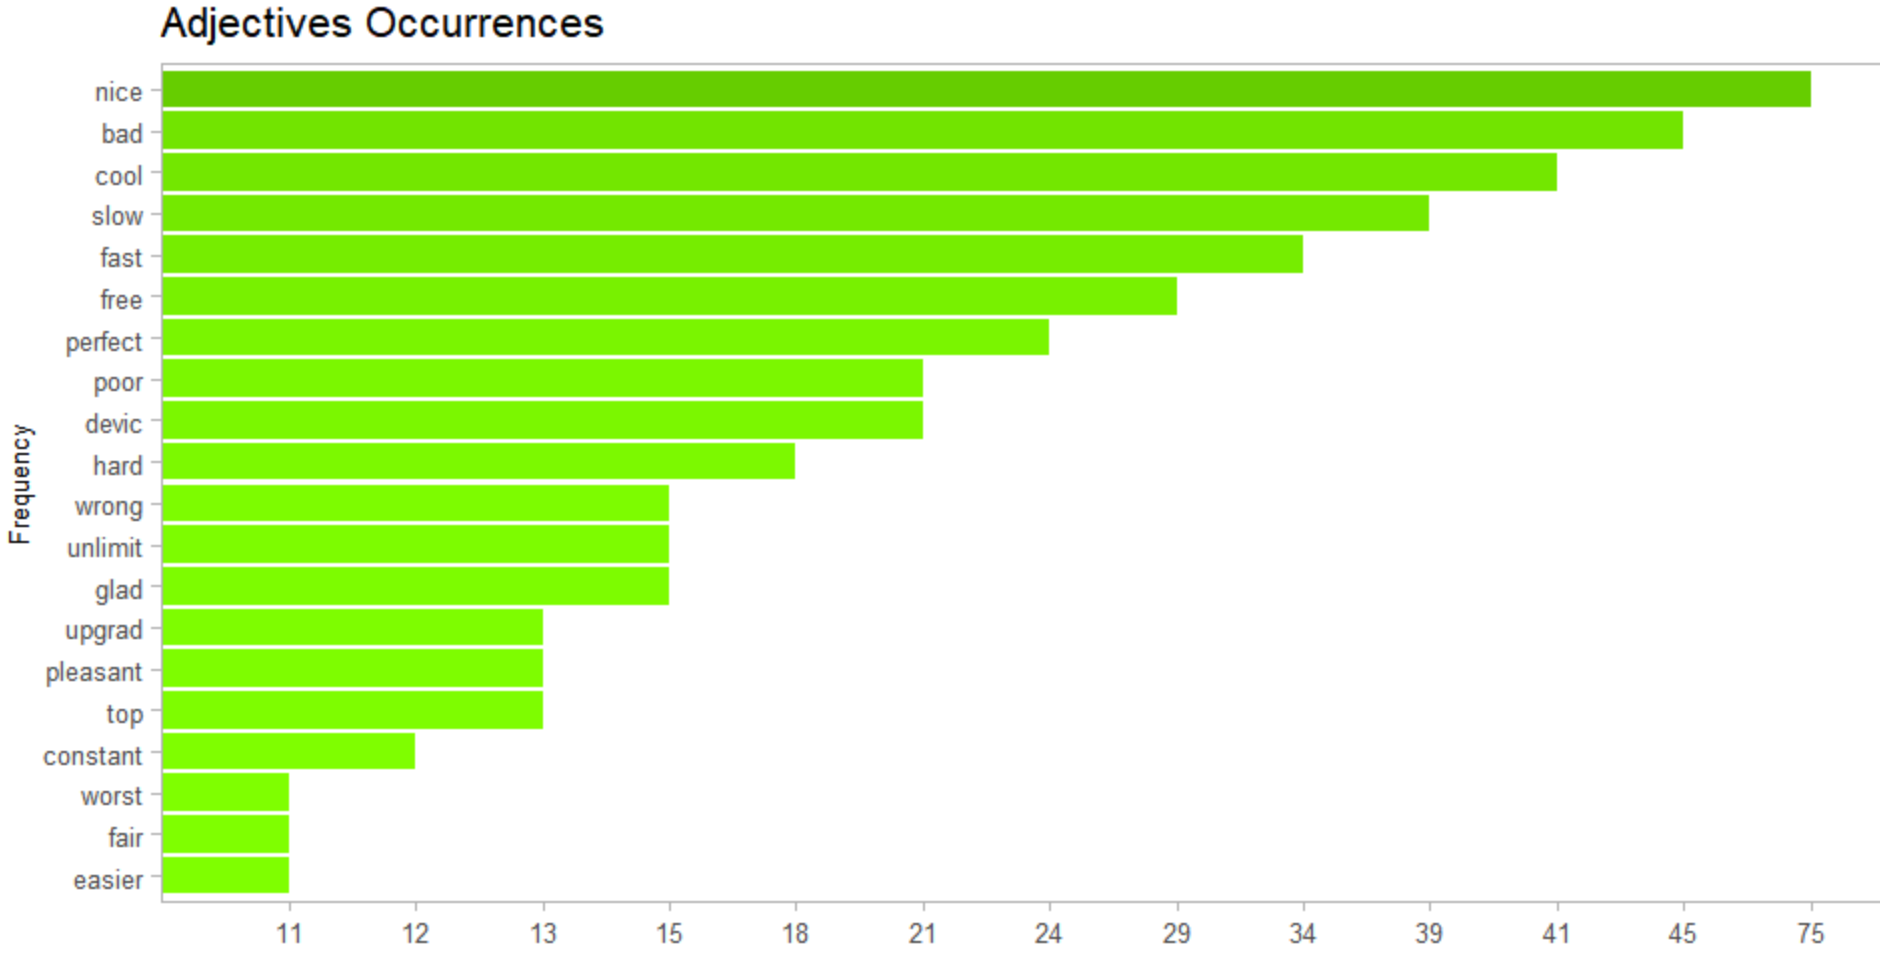 Adjectives Occurrences
nice
bad
cool
slow
fast
free
perfect
poor
devic
hard
wrong
unlimit
glad
upgrad
pleasant
top
constant
worst
fair
easier
Frequency
11 12 13 15 18 21 24 29 34 39 41 45 75